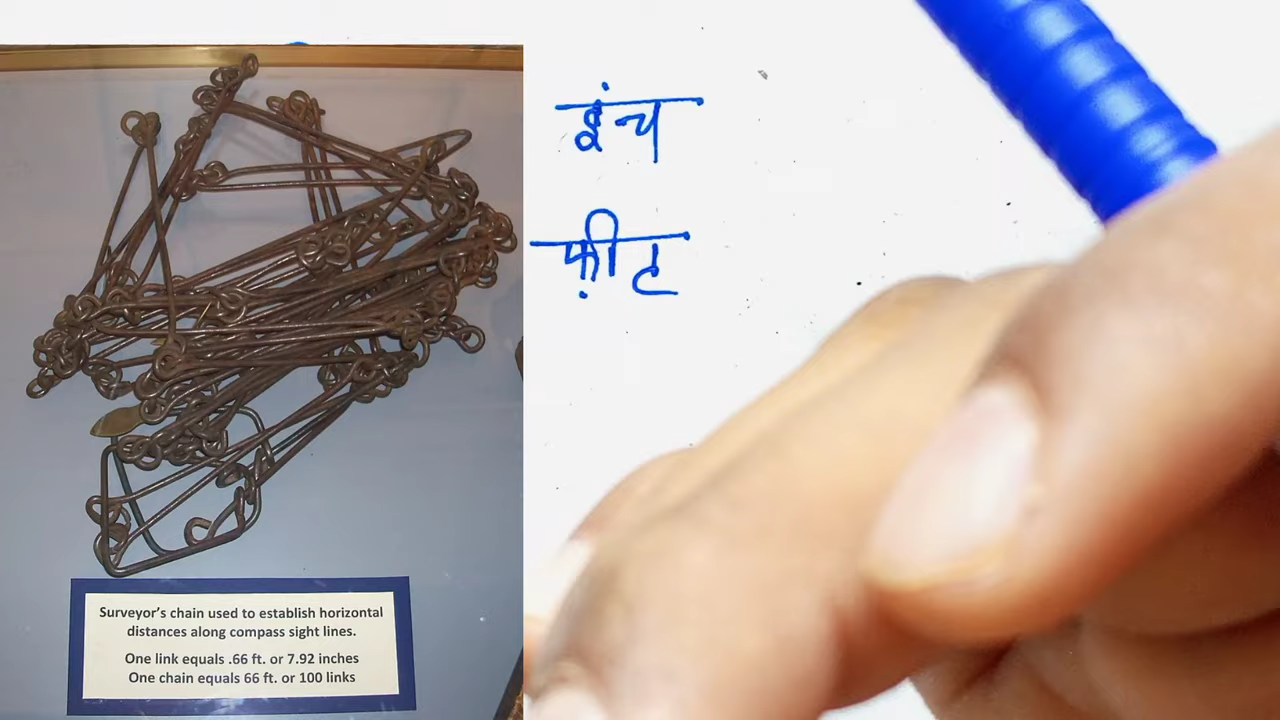 Surveyor's chain used to establish horizontal
distances along compass sight lines.
One link equals .66 ft. or 7.92 inches
One chain equals 66 ft. or 100 links
इंच
फ़ीट